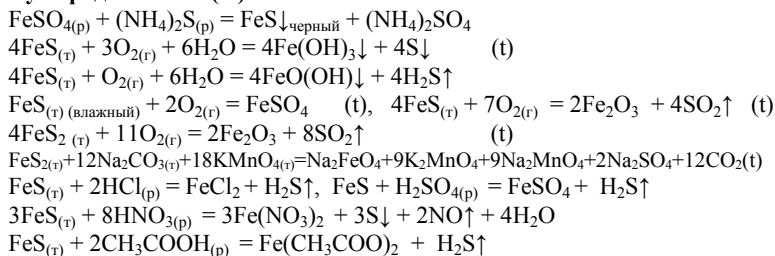 FeSO₄₍ₚ₎ + (NH₄)₂S₍ₚ₎ = FeS↓черный + (NH₄)₂SO₄
4FeS₍т₎ + 3O₂₍г₎ + 6H₂O = 4Fe(OH)₃↓ + 4S↓ (t)
4FeS₍т₎ + O₂₍г₎ + 6H₂O = 4FeO(OH)↓ + 4H₂S↑
FeS₍т₎ (влажный) + 2O₂₍г₎ = FeSO₄ (t), 4FeS₍т₎ + 7O₂₍г₎ = 2Fe₂O₃ + 4SO₂↑ (t)
4FeS₂ ₍т₎ + 11O₂₍г₎ = 2Fe₂O₃ + 8SO₂↑ (t)
FeS₂₍т₎+12Na₂CO₃₍т₎+18KMnO₄₍т₎=Na₂FeO₄+9K₂MnO₄+9Na₂MnO₄+2Na₂SO₄+12CO₂(t)
FeS₍т₎ + 2HCl₍р₎ = FeCl₂ + H₂S↑, FeS + H₂SO₄₍р₎ = FeSO₄ + H₂S↑
3FeS₍т₎ + 8HNO₃₍р₎ = 3Fe(NO₃)₂ + 3S↓ + 2NO↑ + 4H₂O
FeS₍т₎ + 2CH₃COOH₍р₎ = Fe(CH₃COO)₂ + H₂S↑